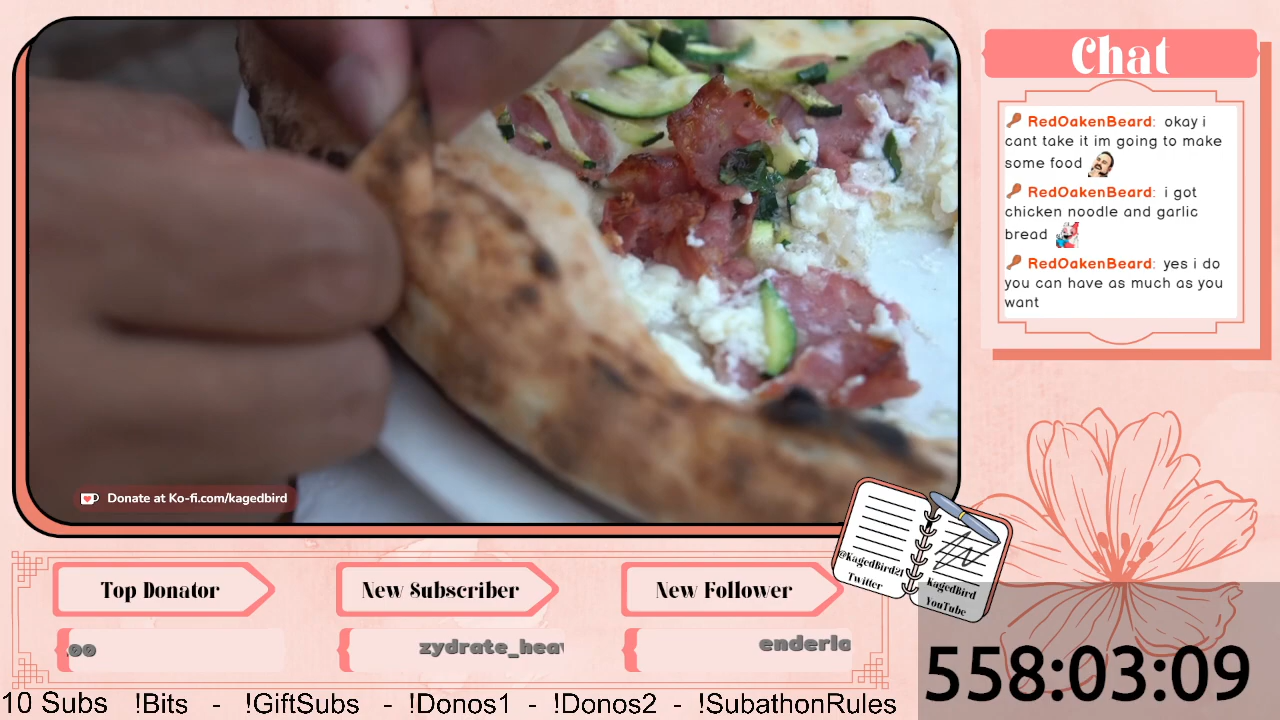 Chat
RedOakenBeard: okay i
cant take it im going to make
some food
RedOakenBeard: i got
chicken noodle and garlic
bread
RedOakenBeard: yes i do
you can have as much as you
want
Donate at Ko-fi.com/kagedbird
@KagedBird21
Twitter
KagedBird
YouTube
Top Donator
New Subscriber
New Follower
oo
zydrate_hea
enderla
558:03:09
10 Subs !Bits - !GiftSubs - !Donos1 - !Donos2 - !SubathonRules